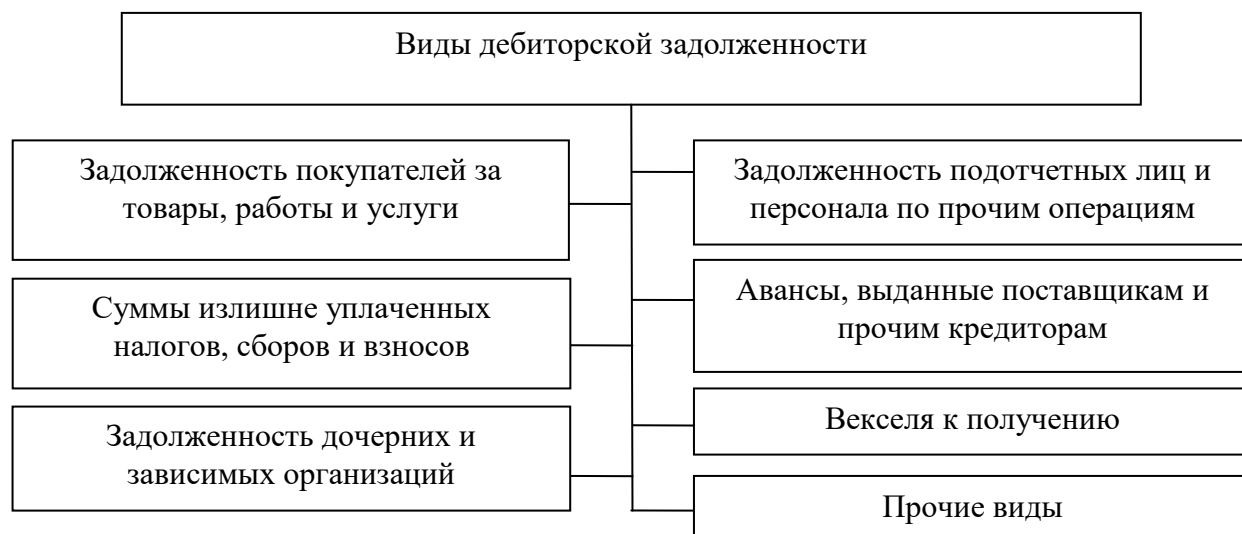 Виды дебиторской задолженности
Задолженность покупателей за
товары, работы и услуги
Задолженность подотчетных лиц и
персонала по прочим операциям
Суммы излишне уплаченных
налогов, сборов и взносов
Авансы, выданные поставщикам и
прочим кредиторам
Задолженность дочерних и
зависимых организаций
Векселя к получению
Прочие виды